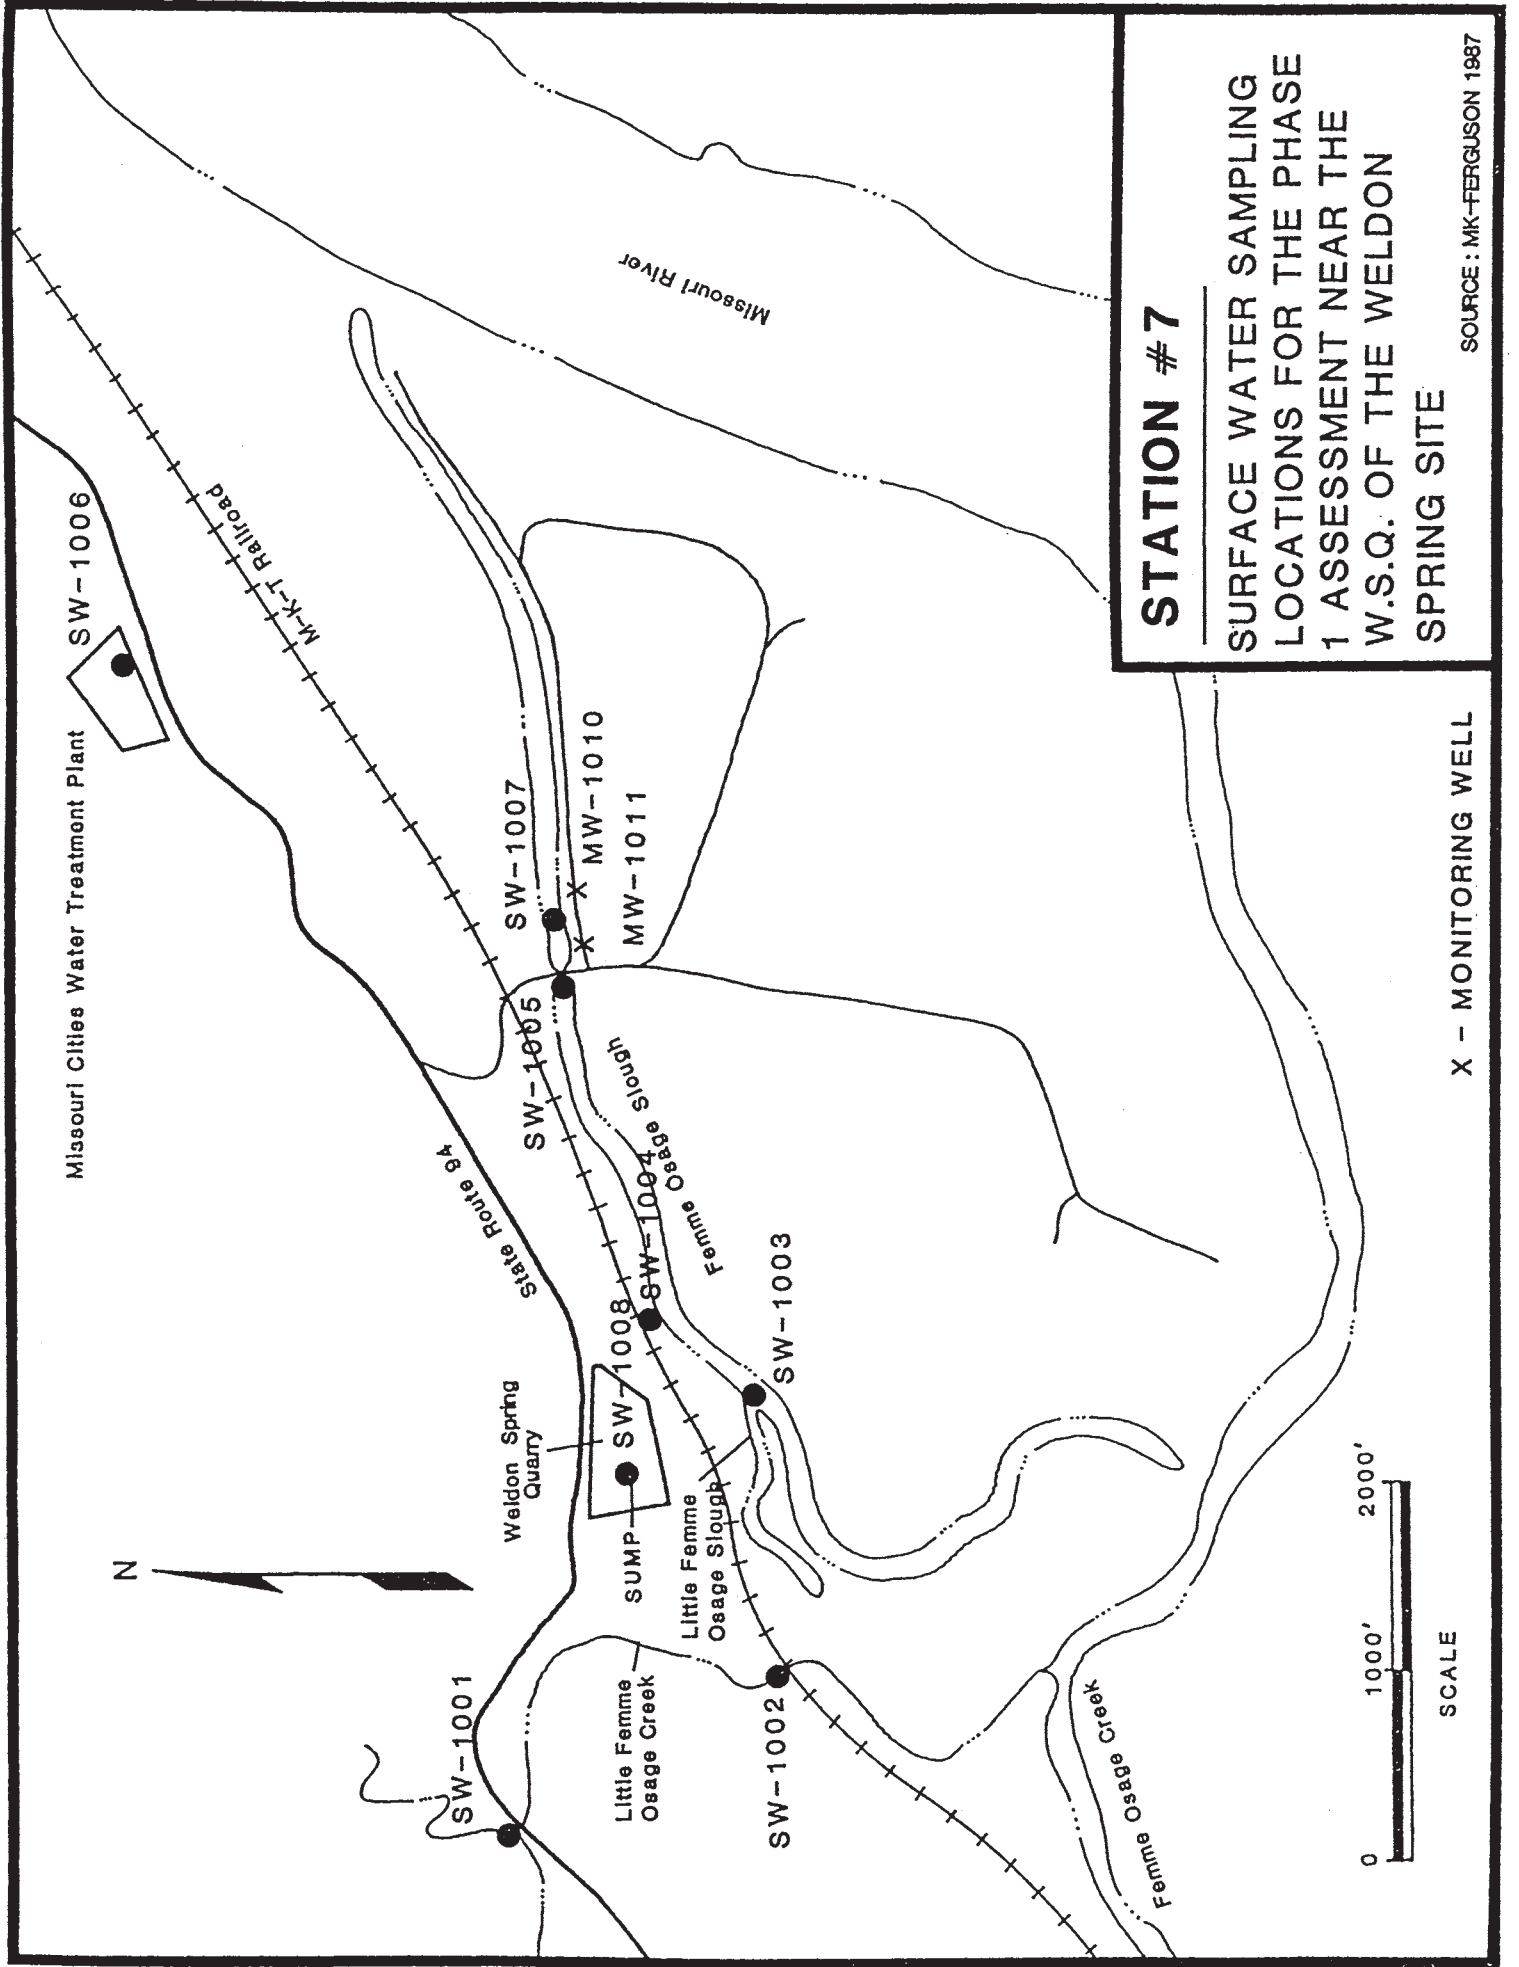 STATION #7
SURFACE WATER SAMPLING
LOCATIONS FOR THE PHASE
1 ASSESSMENT NEAR THE
W.S.Q. OF THE WELDON
SPRING SITE
SOURCE : MK-FERGUSON 1987
Missouri Cities Water Treatment Plant
SW-1006
M-K-T Railroad
Missouri River
State Route 94
SW-1007
MW-1010
MW-1011
SW-1005
Femme Osage Slough
SW-1004
SW-1003
SW-1008
Weldon Spring
Quarry
SUMP
Little Femme
Osage Slough
N
SW-1001
Little Femme
Osage Creek
SW-1002
Femme Osage Creek
0
1000'
2000'
SCALE
X - MONITORING WELL